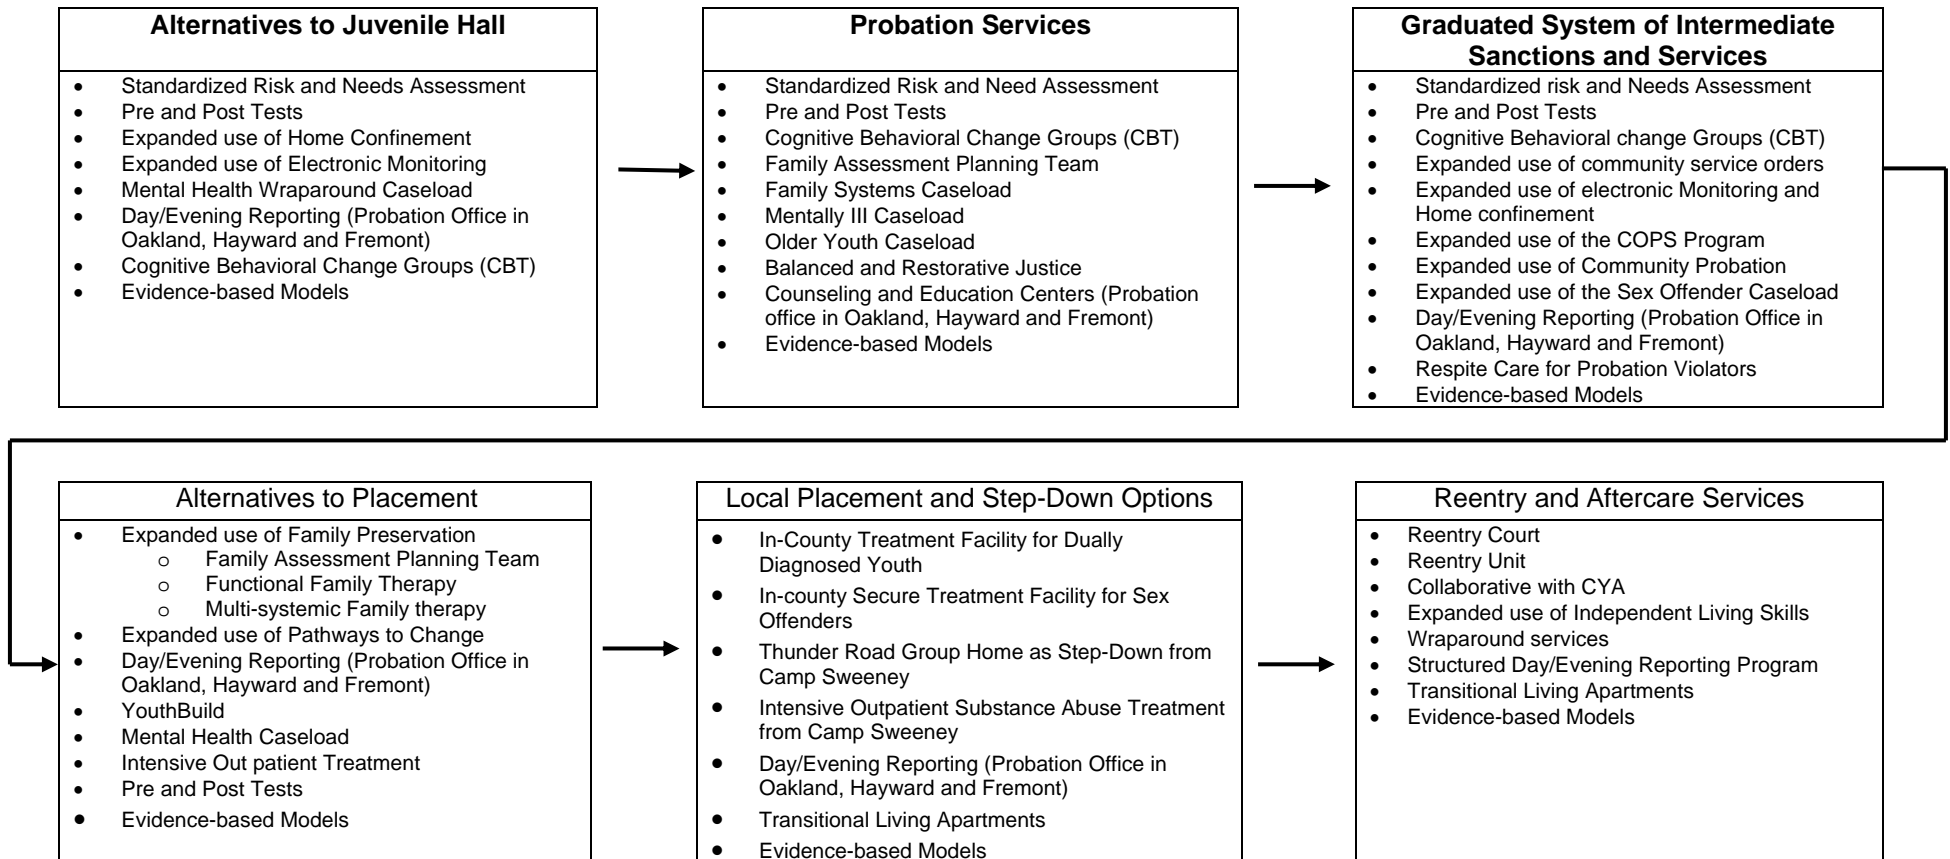 Alternatives to Juvenile Hall
• Standardized Risk and Needs Assessment
• Pre and Post Tests
• Expanded use of Home Confinement
• Expanded use of Electronic Monitoring
• Mental Health Wraparound Caseload
• Day/Evening Reporting (Probation Office in
Oakland, Hayward and Fremont)
• Cognitive Behavioral Change Groups (CBT)
• Evidence-based Models
Probation Services
• Standardized Risk and Need Assessment
• Pre and Post Tests
• Cognitive Behavioral Change Groups (CBT)
• Family Assessment Planning Team
• Family Systems Caseload
• Mentally Ill Caseload
• Older Youth Caseload
• Balanced and Restorative Justice
• Counseling and Education Centers (Probation
office in Oakland, Hayward and Fremont)
• Evidence-based Models
Graduated System of Intermediate
Sanctions and Services
• Standardized risk and Needs Assessment
• Pre and Post Tests
• Cognitive Behavioral change Groups (CBT)
• Expanded use of community service orders
• Expanded use of electronic Monitoring and
Home confinement
• Expanded use of the COPS Program
• Expanded use of Community Probation
• Expanded use of the Sex Offender Caseload
• Day/Evening Reporting (Probation Office in
Oakland, Hayward and Fremont)
• Respite Care for Probation Violators
• Evidence-based Models
Alternatives to Placement
• Expanded use of Family Preservation
o Family Assessment Planning Team
o Functional Family Therapy
o Multi-systemic Family therapy
• Expanded use of Pathways to Change
• Day/Evening Reporting (Probation Office in
Oakland, Hayward and Fremont)
• YouthBuild
• Mental Health Caseload
• Intensive Out patient Treatment
• Pre and Post Tests
• Evidence-based Models
Local Placement and Step-Down Options
• In-County Treatment Facility for Dually
Diagnosed Youth
• In-county Secure Treatment Facility for Sex
Offenders
• Thunder Road Group Home as Step-Down from
Camp Sweeney
• Intensive Outpatient Substance Abuse Treatment
from Camp Sweeney
• Day/Evening Reporting (Probation Office in
Oakland, Hayward and Fremont)
• Transitional Living Apartments
• Evidence-based Models
Reentry and Aftercare Services
• Reentry Court
• Reentry Unit
• Collaborative with CYA
• Expanded use of Independent Living Skills
• Wraparound services
• Structured Day/Evening Reporting Program
• Transitional Living Apartments
• Evidence-based Models